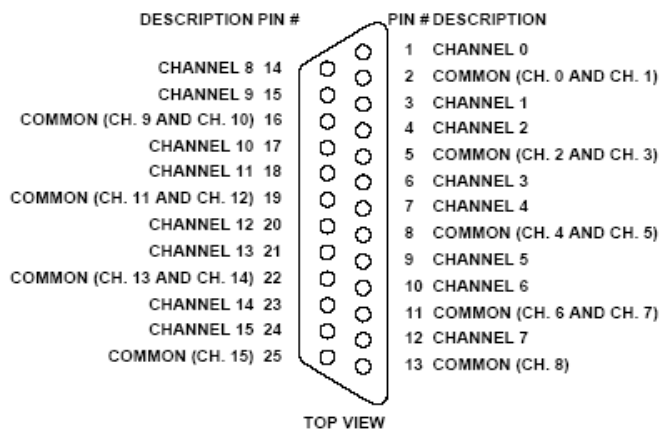 DESCRIPTION PIN #
CHANNEL 8 14
CHANNEL 9 15
COMMON (CH. 9 AND CH. 10) 16
CHANNEL 10 17
CHANNEL 11 18
COMMON (CH. 11 AND CH. 12) 19
CHANNEL 12 20
CHANNEL 13 21
COMMON (CH. 13 AND CH. 14) 22
CHANNEL 14 23
CHANNEL 15 24
COMMON (CH. 15) 25
PIN # DESCRIPTION
1 CHANNEL 0
2 COMMON (CH. 0 AND CH. 1)
3 CHANNEL 1
4 CHANNEL 2
5 COMMON (CH. 2 AND CH. 3)
6 CHANNEL 3
7 CHANNEL 4
8 COMMON (CH. 4 AND CH. 5)
9 CHANNEL 5
10 CHANNEL 6
11 COMMON (CH. 6 AND CH. 7)
12 CHANNEL 7
13 COMMON (CH. 8)
TOP VIEW